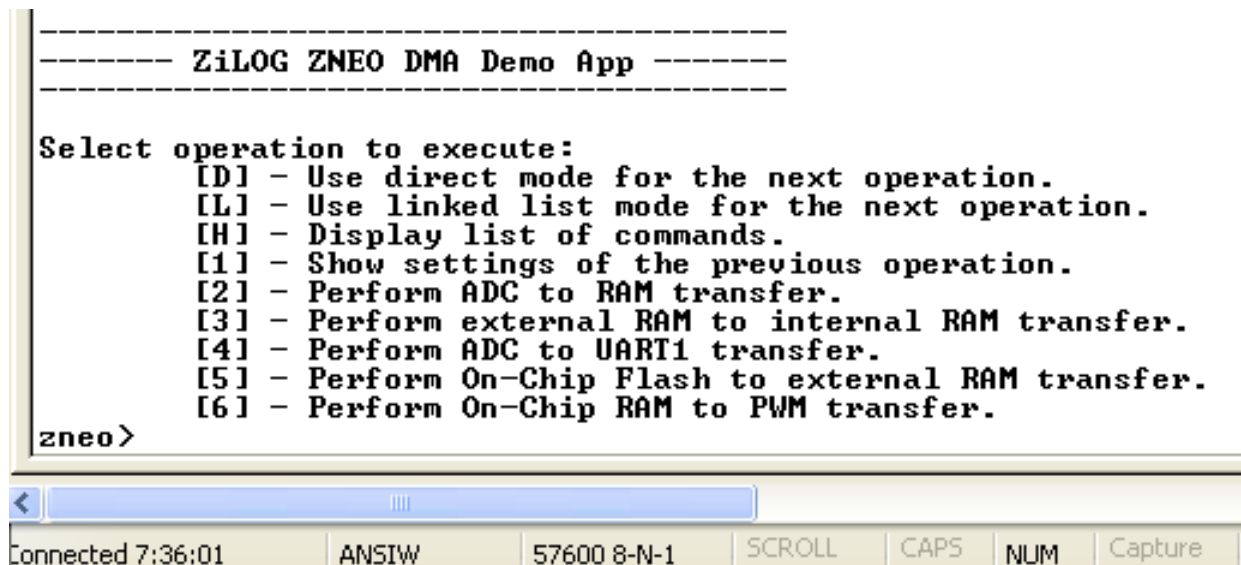 ----------------------------------------
------- ZiLOG ZNEO DMA Demo App -------
----------------------------------------
Select operation to execute:
[D] - Use direct mode for the next operation.
[L] - Use linked list mode for the next operation.
[H] - Display list of commands.
[1] - Show settings of the previous operation.
[2] - Perform ADC to RAM transfer.
[3] - Perform external RAM to internal RAM transfer.
[4] - Perform ADC to UART1 transfer.
[5] - Perform On-Chip Flash to external RAM transfer.
[6] - Perform On-Chip RAM to PWM transfer.
zneo>
Connected 7:36:01 ANSIW 57600 8-N-1 SCROLL CAPS NUM Capture